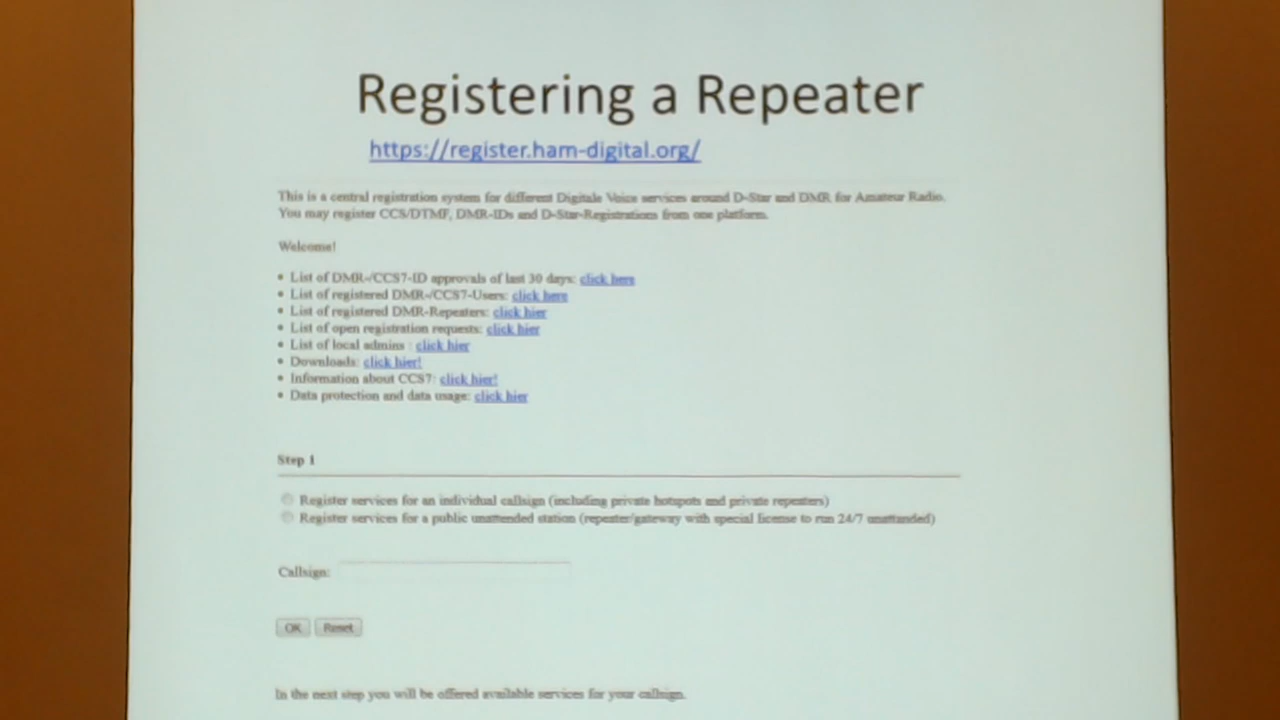 Registering a Repeater
https://register.ham-digital.org/
This is a central registration system for different Digitale Voice services around D-Star and DMR for Amateur Radio.
You may register CCS/DTMF, DMR-IDs and D-Star-Registrations from one platform.
Welcome!
• List of DMR-/CCS7-ID approvals of last 30 days: click here
• List of registered DMR-/CCS7-Users: click here
• List of registered DMR-Repeaters: click hier
• List of open registration requests: click hier
• List of local admins : click hier
• Downloads: click hier!
• Information about CCS7: click hier!
• Data protection and data usage: click hier
Step 1
Register services for an individual callsign (including private hotspots and private repeaters)
Register services for a public unattended station (repeater/gateway with special license to run 24/7 unattanded)
Callsign:
OK Reset
In the next step you will be offered available services for your callsign.